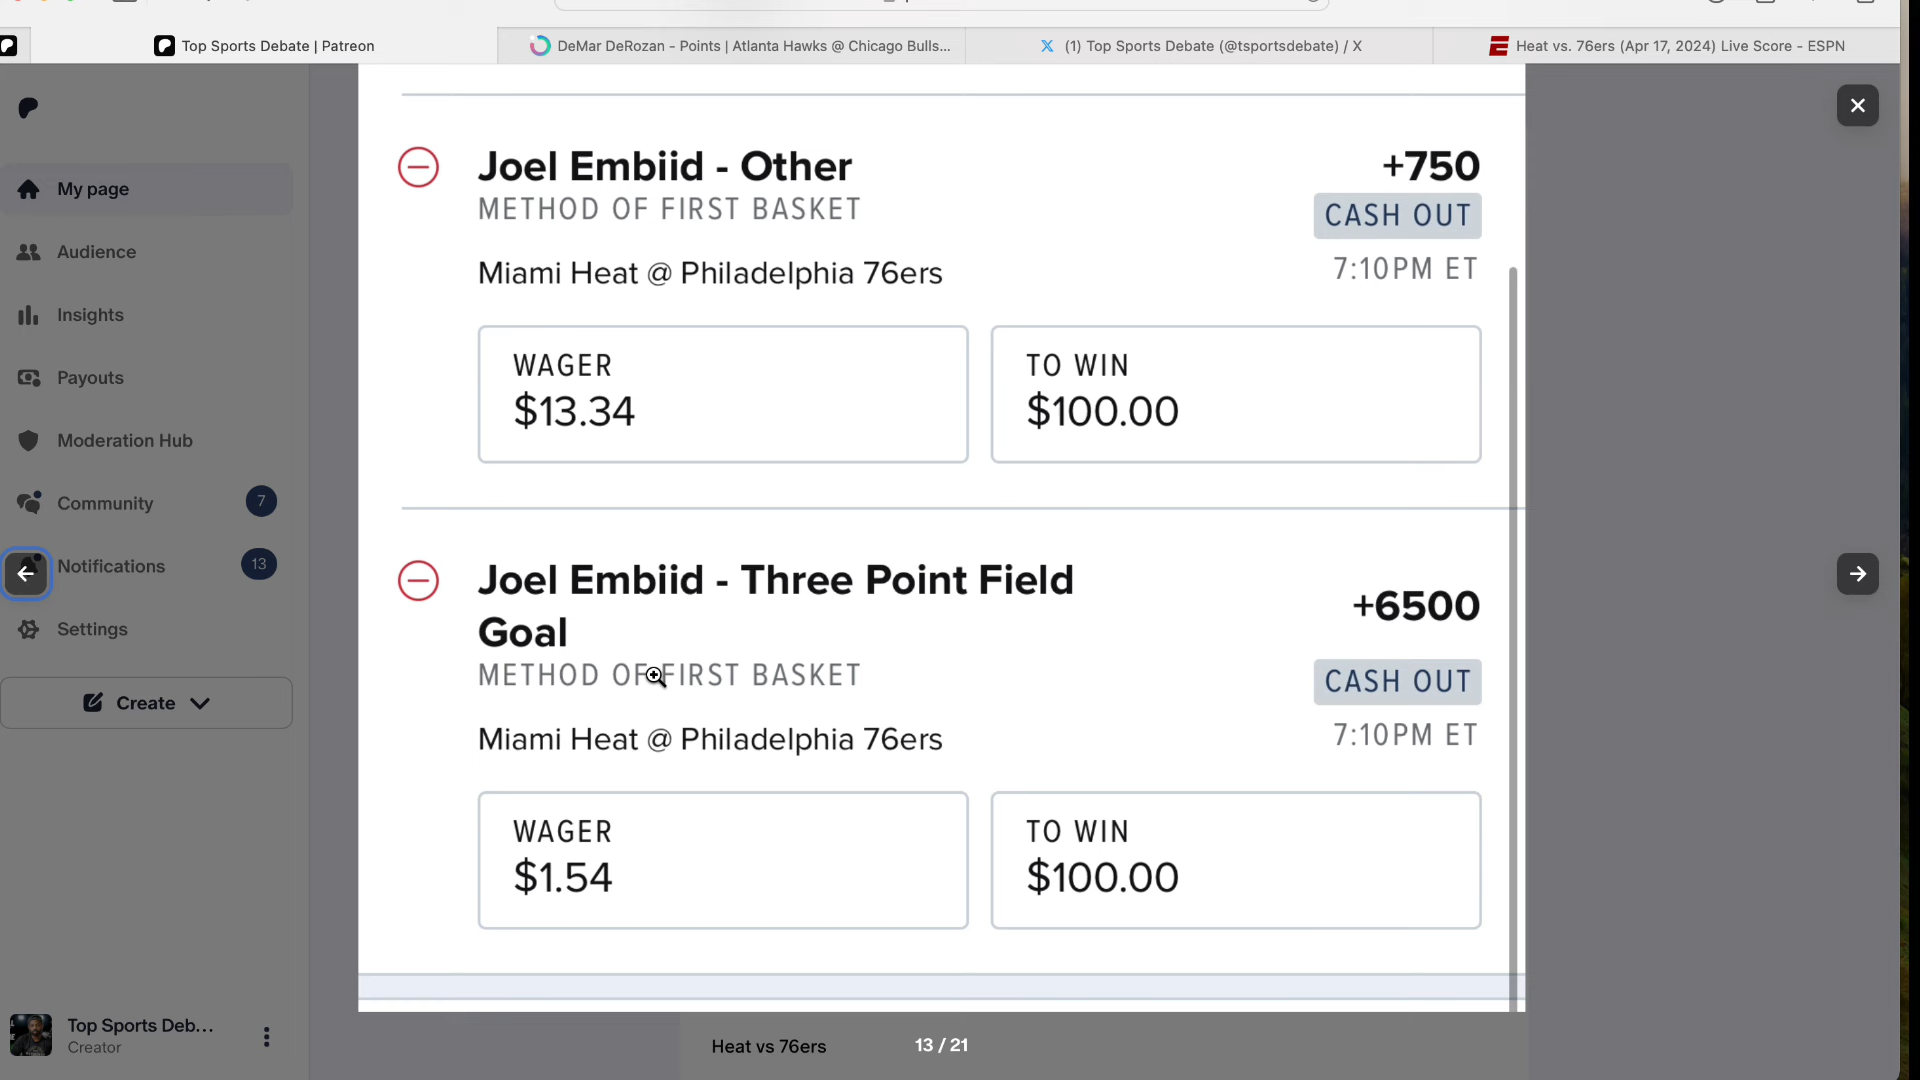 Top Sports Debate | Patreon
DeMar DeRozan - Points | Atlanta Hawks @ Chicago Bulls...
(1) Top Sports Debate (@tsportsdebate) / X
Heat vs. 76ers (Apr 17, 2024) Live Score - ESPN
My page
Audience
Insights
Payouts
Moderation Hub
Community
7
Notifications
13
Settings
Create
Top Sports Deb...
Creator
Joel Embiid - Other
+750
METHOD OF FIRST BASKET
CASH OUT
Miami Heat @ Philadelphia 76ers
7:10PM ET
WAGER
$13.34
TO WIN
$100.00
Joel Embiid - Three Point Field
Goal
+6500
METHOD OF FIRST BASKET
CASH OUT
Miami Heat @ Philadelphia 76ers
7:10PM ET
WAGER
$1.54
TO WIN
$100.00
Heat vs 76ers
13 / 21